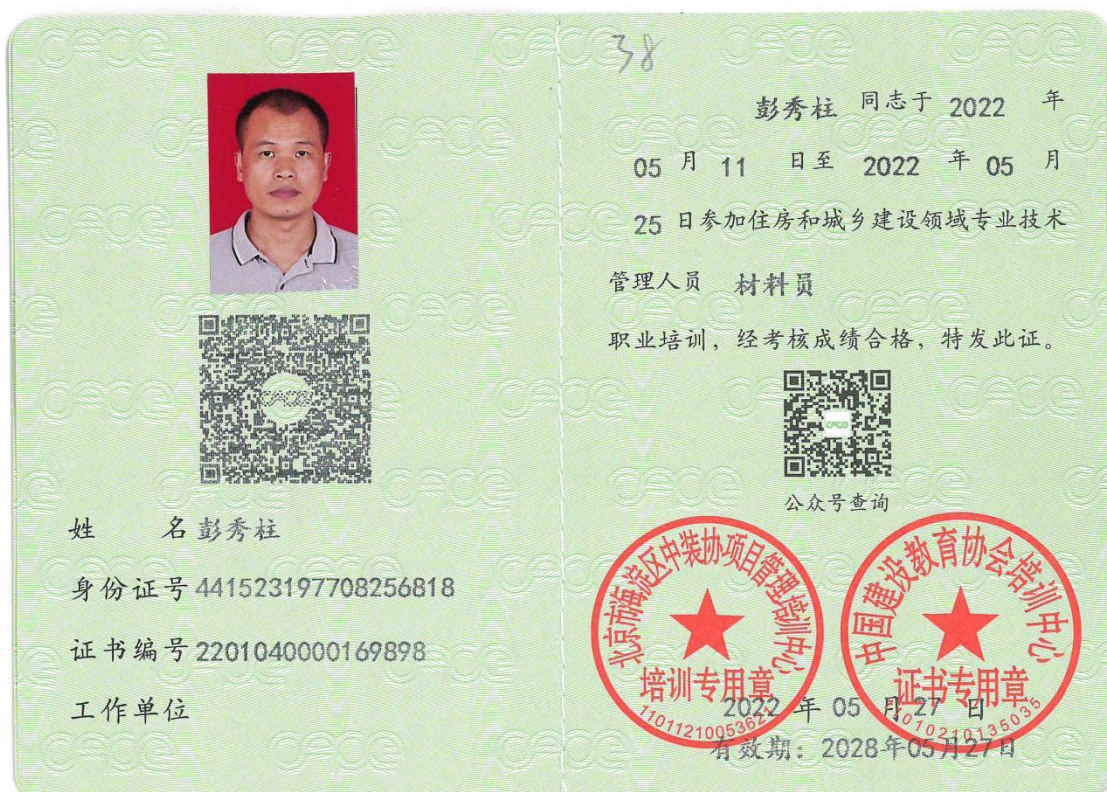 姓 名 彭秀柱
身份证号 441523197708256818
证书编号 2201040000169898
工作单位
38
彭秀柱 同志于 2022 年
05 月 11 日至 2022 年 05 月
25 日参加住房和城乡建设领域专业技术
管理人员 材料员
职业培训，经考核成绩合格，特发此证。
cece
公众号查询
北京市海淀区中装协项目管理培训中心
培训专用章
1101121005362
中国建设教育协会培训中心
证书专用章
11010210135035
2022 年 05 月 27 日
有效期：2028年05月27日